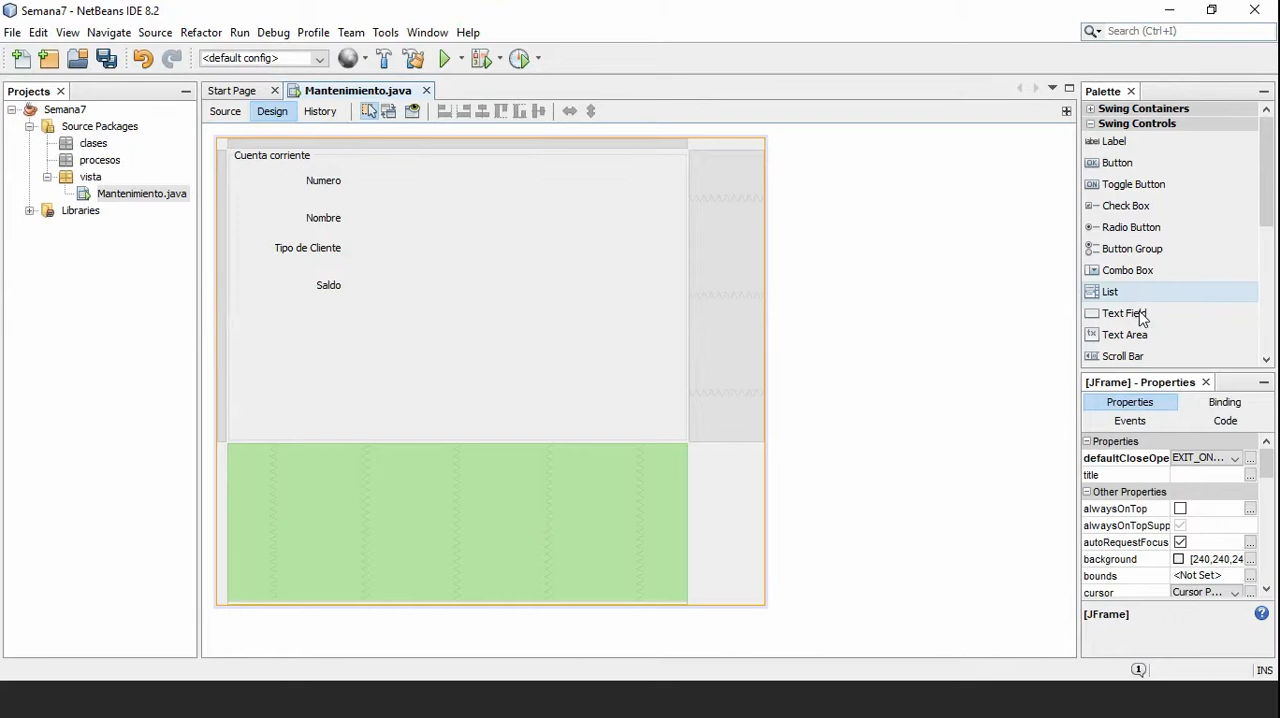 Semana7 - NetBeans IDE 8.2
File Edit View Navigate Source Refactor Run Debug Profile Team Tools Window Help
Search (Ctrl+I)
<default config>
Projects
Semana7
Source Packages
clases
procesos
vista
Mantenimiento.java
Libraries
Start Page
Mantenimiento.java
Source Design History
Cuenta corriente
Numero
Nombre
Tipo de Cliente
Saldo
Palette
Swing Containers
Swing Controls
label Label
OK Button
ON Toggle Button
Check Box
Radio Button
Button Group
Combo Box
List
Text Field
tx Text Area
Scroll Bar
[JFrame] - Properties
Properties Binding
Events Code
Properties
defaultCloseOpe EXIT_ON... ...
title ...
Other Properties
alwaysOnTop ...
alwaysOnTopSupp ...
autoRequestFocus ...
background [240,240,24 ...
bounds <Not Set> ...
cursor Cursor P... ...
[JFrame]
1 INS